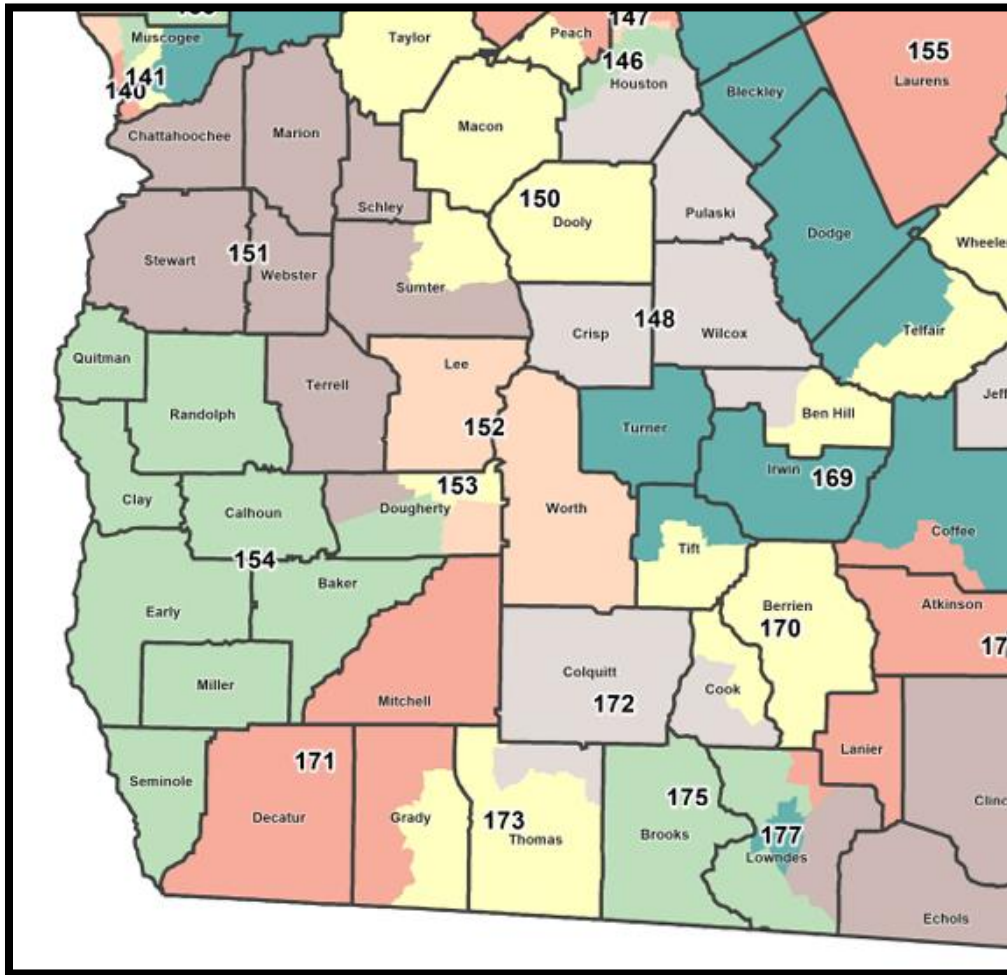 147
Muscogee
Taylor
Peach
155
146
Laurens
141
Houston
140
Bleckley
Macon
Chattahoochee
Marion
150
Schley
Pulaski
Dooly
Dodge
Wheeler
151
Stewart
Webster
Sumter
148
Crisp
Wilcox
Telfair
Quitman
Lee
Terrell
Jeff
Randolph
Ben Hill
152
Turner
Irwin
169
153
Clay
Calhoun
Dougherty
Worth
Coffee
Tift
154
Baker
Early
Berrien
Atkinson
170
17
Colquitt
Miller
Cook
Mitchell
172
Lanier
171
Seminole
175
Clinc
Decatur
Grady
173
Thomas
Brooks
177
Lowndes
Echols